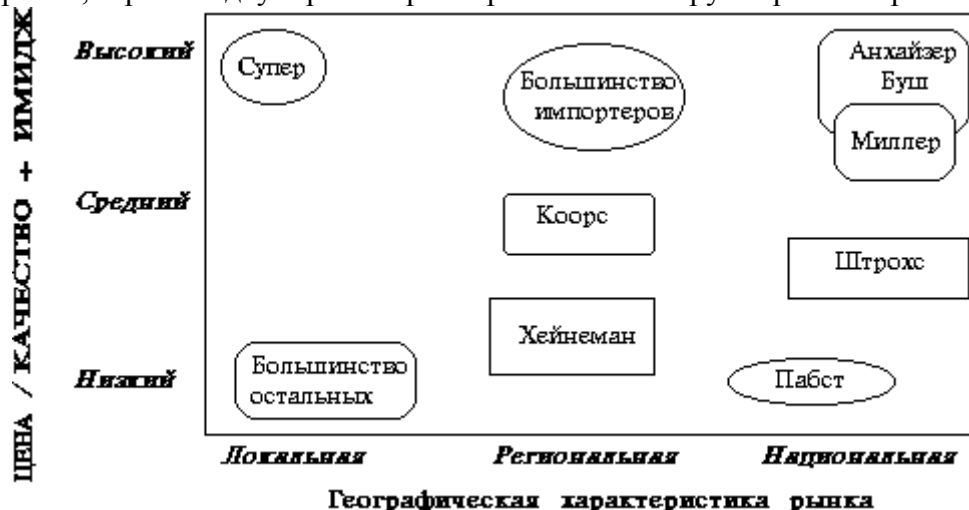 ЦЕНА / КАЧЕСТВО + ИМИДЖ
Высокий
Супер
Большинство
импортеров
Анхайзер
Буш
Миллер
Средний
Коорс
Штрохс
Хейнеман
Низкий
Большинство
остальных
Пабст
Локальная Региональная Национальная
Географическая характеристика рынка